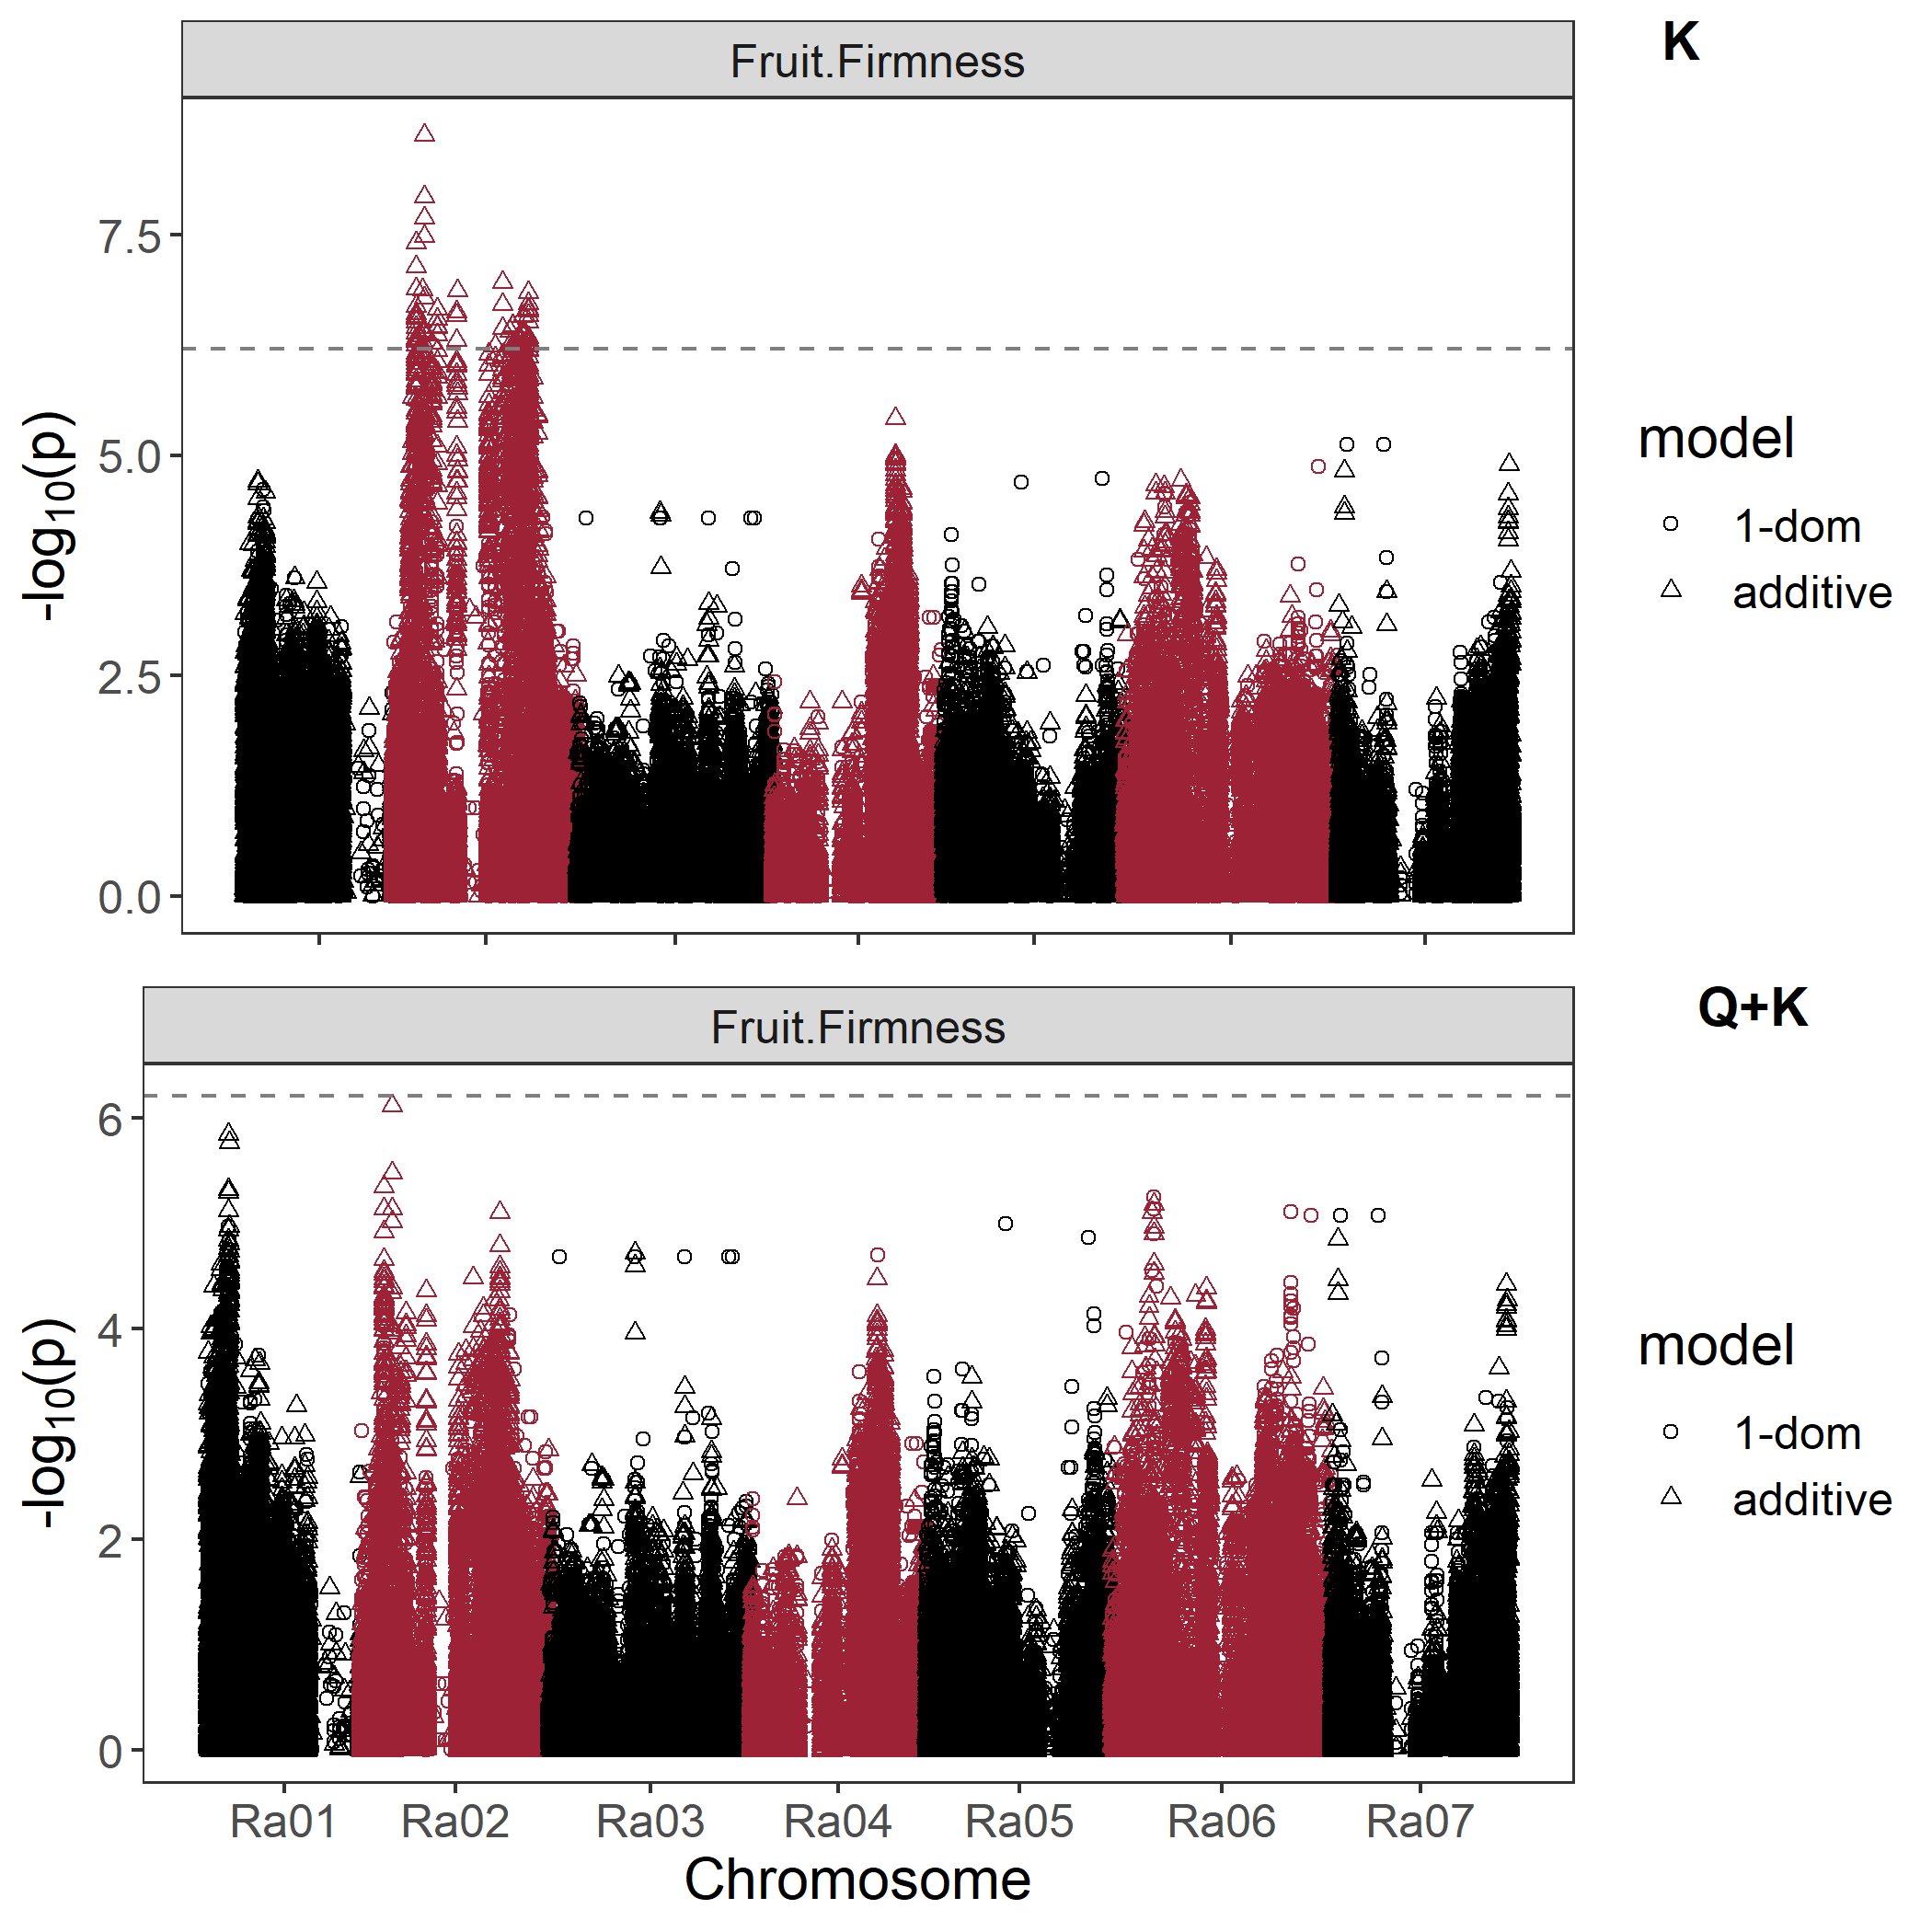 Fruit.Firmness
K
7.5
5.0
2.5
0.0
-log10(p)
model
1-dom
additive
Fruit.Firmness
Q+K
6
4
2
0
-log10(p)
model
1-dom
additive
Ra01 Ra02 Ra03 Ra04 Ra05 Ra06 Ra07
Chromosome